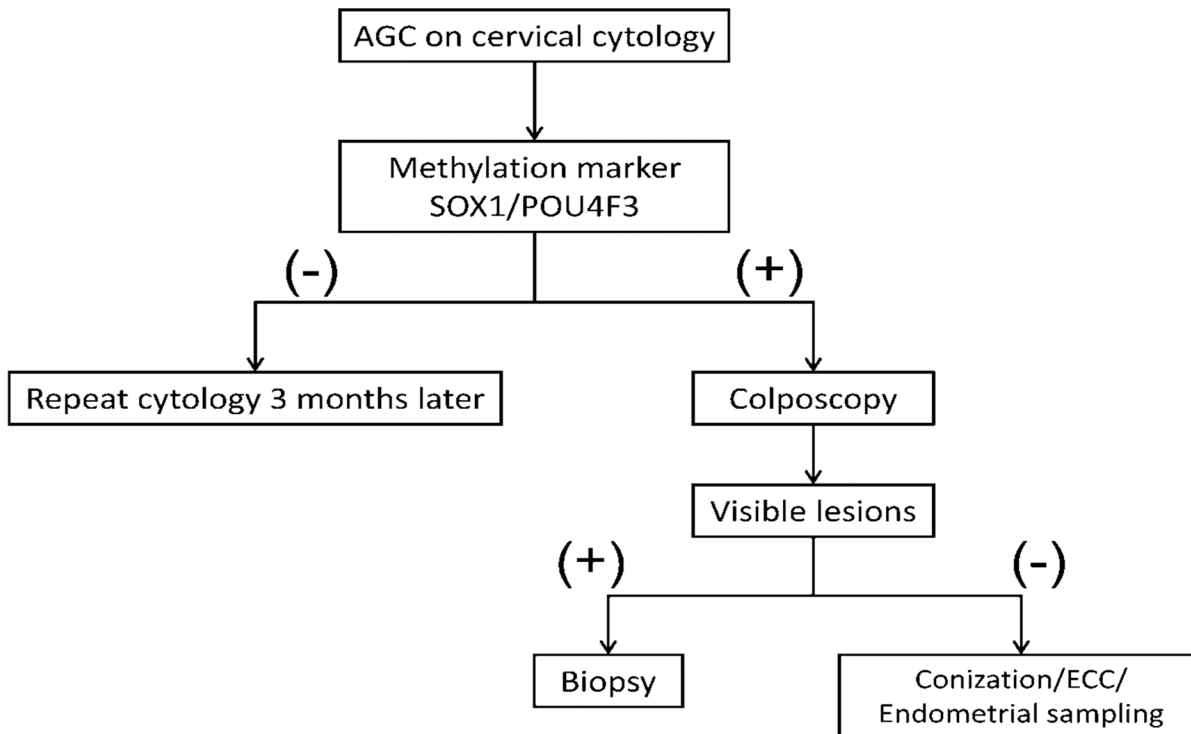 AGC on cervical cytology
Methylation marker
SOX1/POU4F3
(-)
(+)
Repeat cytology 3 months later
Colposcopy
Visible lesions
(+)
(-)
Biopsy
Conization/ECC/
Endometrial sampling